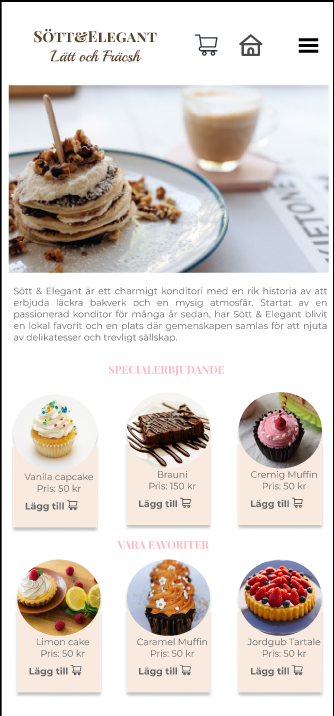 SÖTT&ELEGANT
Lätt och Fräcsh
Sött & Elegant är ett charmigt konditori med en rik historia av att
erbjuda läckra bakverk och en mysig atmosfär. Startat av en
passionerad konditor för många år sedan, har Sött & Elegant blivit
en lokal favorit och en plats där gemenskapen samlas för att njuta
av delikatesser och trevligt sällskap.
SPECIALERBJUDANDE
Vanila capcake
Pris: 50 kr
Lägg till
Brauni
Pris: 150 kr
Lägg till
Cremig Muffin
Pris: 50 kr
Lägg till
VÅRA FAVORITER
Limon cake
Pris: 50 kr
Lägg till
Caramel Muffin
Pris: 50 kr
Lägg till
Jordgub Tartale
Pris: 50 kr
Lägg till